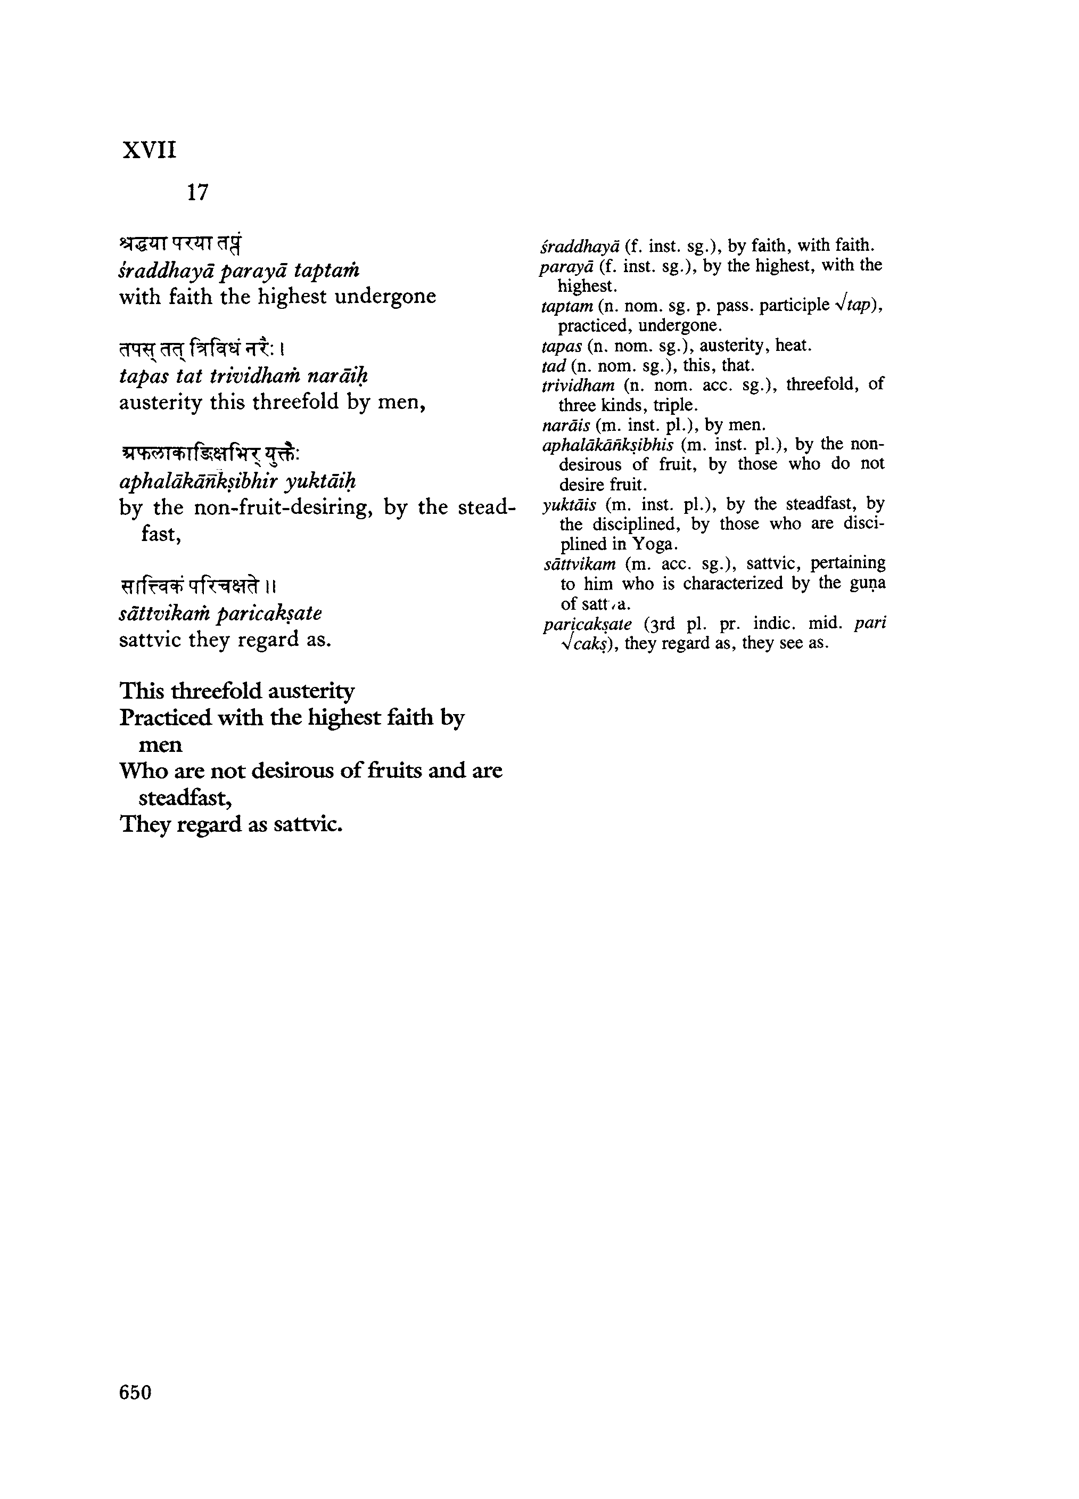 XVII
17
श्रद्धया परया तप्तं
śraddhayā parayā taptaṁ
with faith the highest undergone
तपस् तत् त्रिविधं नरैः ।
tapas tat trividhaṁ narāiḥ
austerity this threefold by men,
अफलाकाङ्क्षिभिर् युक्तैः
aphalākāñkṣibhir yuktāiḥ
by the non-fruit-desiring, by the stead-
fast,
सात्त्विकं परिचक्षते ।।
sāttvikaṁ paricakṣate
sattvic they regard as.
This threefold austerity
Practiced with the highest faith by
men
Who are not desirous of fruits and are
steadfast,
They regard as sattvic.
śraddhayā (f. inst. sg.), by faith, with faith.
parayā (f. inst. sg.), by the highest, with the
highest.
taptam (n. nom. sg. p. pass. participle √tap),
practiced, undergone.
tapas (n. nom. sg.), austerity, heat.
tad (n. nom. sg.), this, that.
trividham (n. nom. acc. sg.), threefold, of
three kinds, triple.
narāis (m. inst. pl.), by men.
aphalākāñkṣibhis (m. inst. pl.), by the non-
desirous of fruit, by those who do not
desire fruit.
yuktāis (m. inst. pl.), by the steadfast, by
the disciplined, by those who are disci-
plined in Yoga.
sāttvikam (m. acc. sg.), sattvic, pertaining
to him who is characterized by the guṇa
of sattva.
paricakṣate (3rd pl. pr. indic. mid. pari
√cakṣ), they regard as, they see as.
650